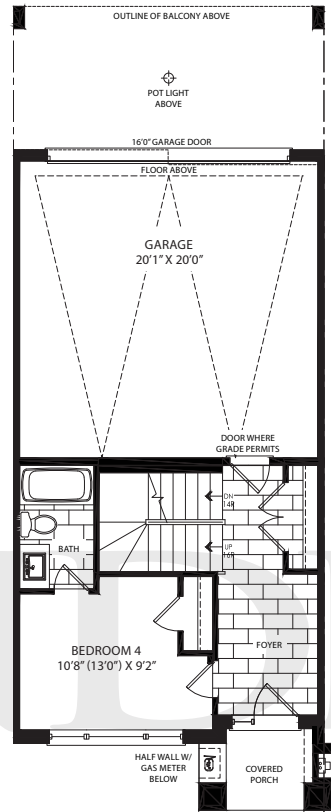 OUTLINE OF BALCONY ABOVE
POT LIGHT
ABOVE
16'0" GARAGE DOOR
FLOOR ABOVE
GARAGE
20'1" X 20'0"
DOOR WHERE
GRADE PERMITS
DN
14R
UP
16R
BATH
BEDROOM 4
10'8" (13'0") X 9'2"
FOYER
HALF WALL W/
GAS METER
BELOW
COVERED
PORCH